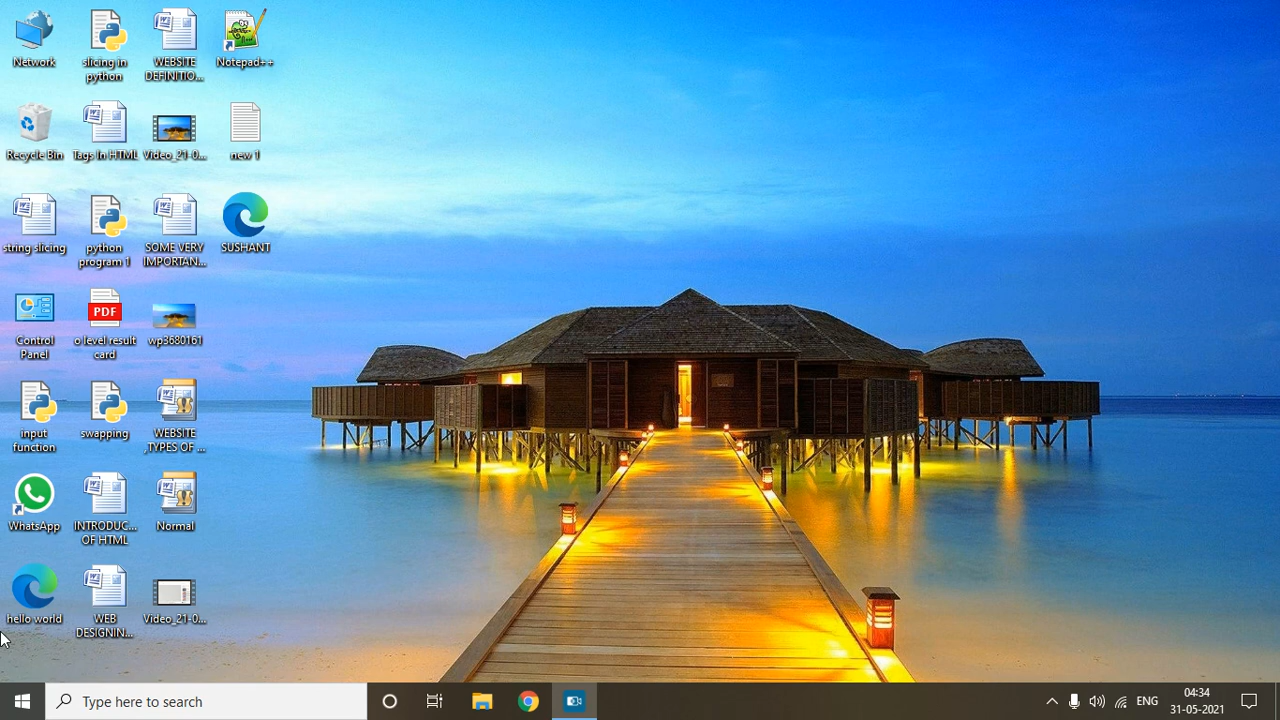 Network
slicing in
python
WEBSITE
DEFINITIO...
Notepad++
Recycle Bin
Tags In HTML
Video_21-0...
new 1
string slicing
python
program 1
SOME VERY
IMPORTAN...
SUSHANT
Control
Panel
PDF
o level result
card
wp3680161
input
function
swapping
WEBSITE
,TYPES OF ...
WhatsApp
INTRODUC...
OF HTML
Normal
hello world
WEB
DESIGNIN...
Video_21-0...
Type here to search
ENG
04:34
31-05-2021